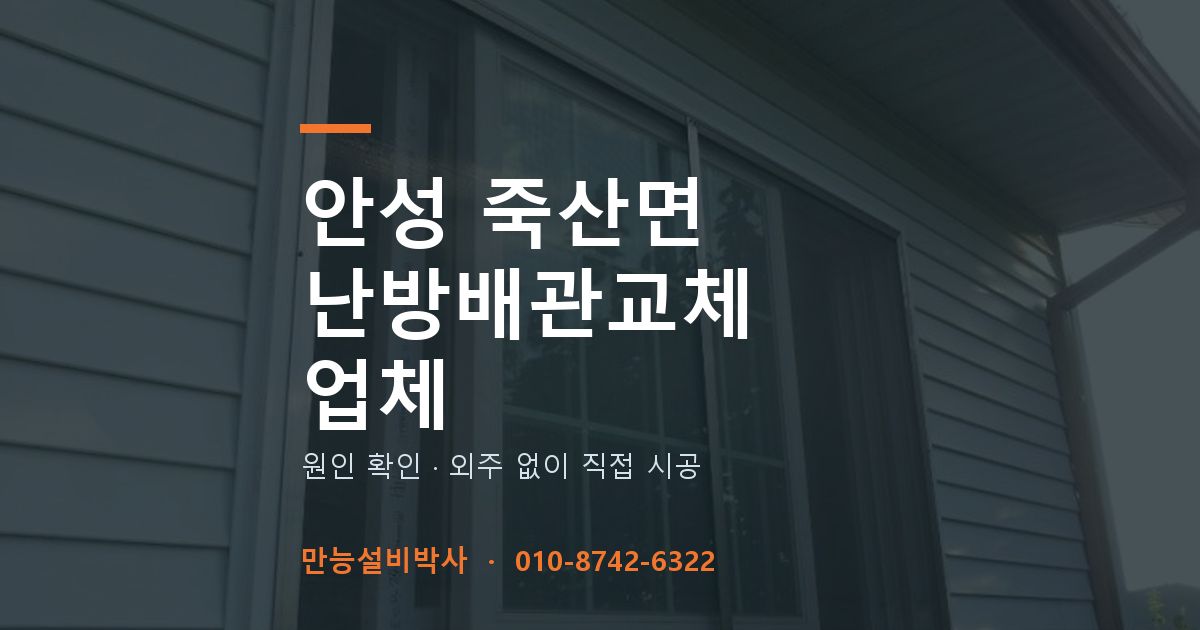 안성 죽산면
난방배관교체
업체
원인 확인 · 외주 없이 직접 시공
만능설비박사 · 010-8742-6322